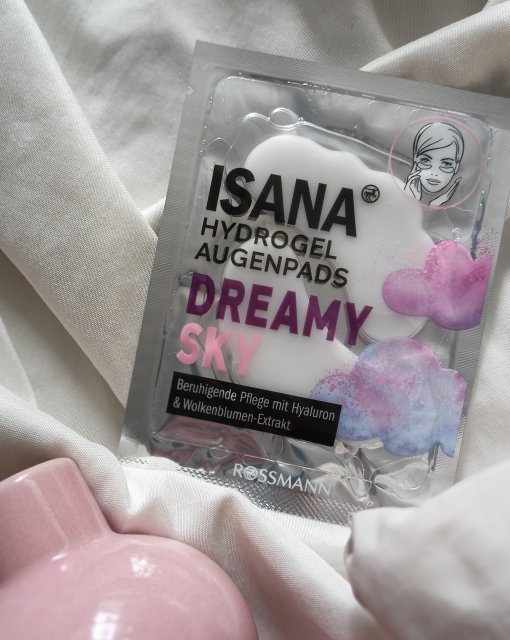 ISANA®
HYDROGEL
AUGENPADS
DREAMY
SKY
Beruhigende Pflege mit Hyaluron
& Wolkenblumen-Extrakt
ROSSMANN